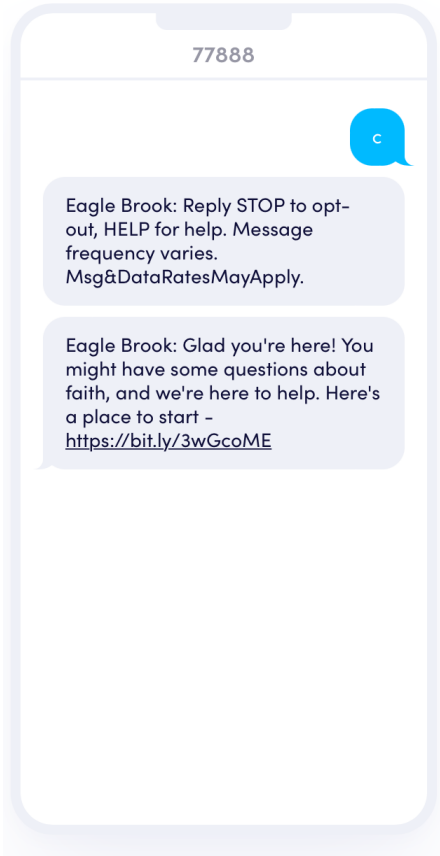 77888
c
Eagle Brook: Reply STOP to opt-
out, HELP for help. Message
frequency varies.
Msg&DataRatesMayApply.
Eagle Brook: Glad you're here! You
might have some questions about
faith, and we're here to help. Here's
a place to start -
https://bit.ly/3wGcoME